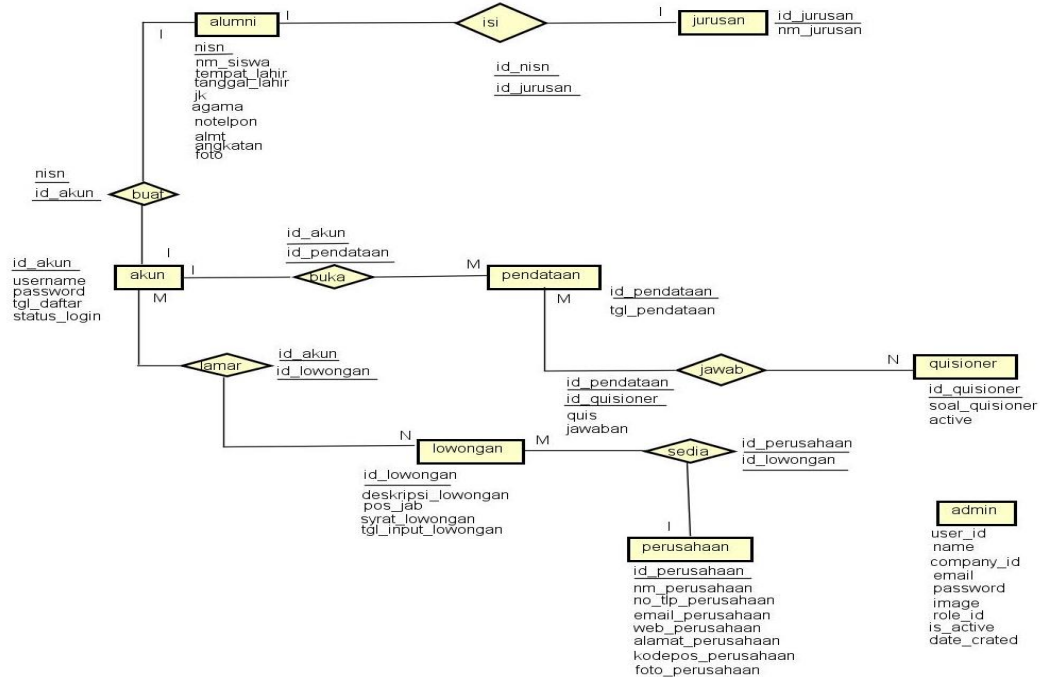 alumni
I
isi
I
jurusan
id_jurusan
nm_jurusan
I
nisn
nm_siswa
tempat_lahir
tanggal_lahir
jk
agama
notelpon
almt
angkatan
foto
id_nisn
id_jurusan
nisn
id_akun
buat
I
id_akun
username
password
tgl_daftar
status_login
akun
I
M
id_akun
id_pendataan
buka
M
pendataan
M
id_pendataan
tgl_pendataan
lamar
id_akun
id_lowongan
jawab
id_pendataan
id_quisioner
quis
jawaban
N
quisioner
id_quisioner
soal_quisioner
active
N
lowongan
M
id_lowongan
deskripsi_lowongan
pos_jab
syrat_lowongan
tgl_input_lowongan
sedia
id_perusahaan
id_lowongan
I
perusahaan
id_perusahaan
nm_perusahaan
no_tlp_perusahaan
email_perusahaan
web_perusahaan
alamat_perusahaan
kodepos_perusahaan
foto_perusahaan
admin
user_id
name
company_id
email
password
image
role_id
is_active
date_crated